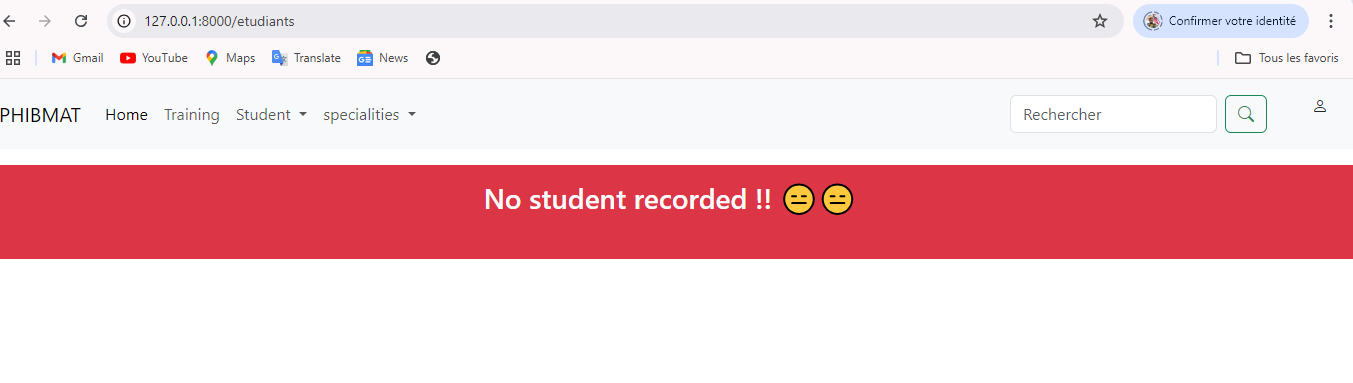 127.0.0.1:8000/etudiants
Confirmer votre identité
Gmail
YouTube
Maps
Translate
News
Tous les favoris
PHIBMAT
Home
Training
Student
specialities
Rechercher
No student recorded !! 😑😑